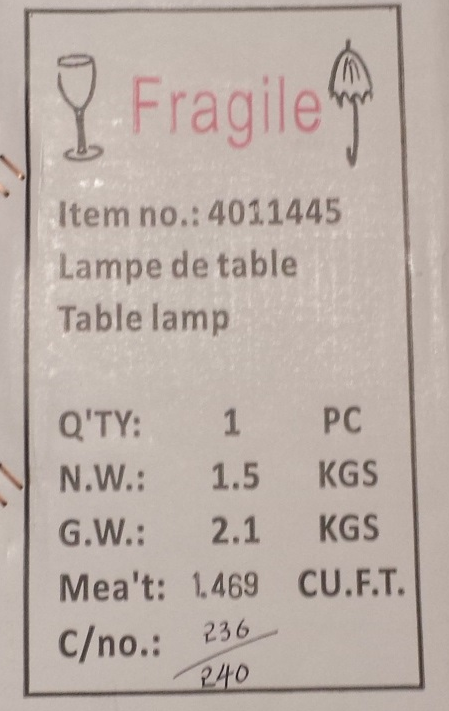 Fragile
Item no.: 4011445
Lampe de table
Table lamp
Q'TY: 1 PC
N.W.: 1.5 KGS
G.W.: 2.1 KGS
Mea't: 1.469 CU.F.T.
C/no.: 236
240